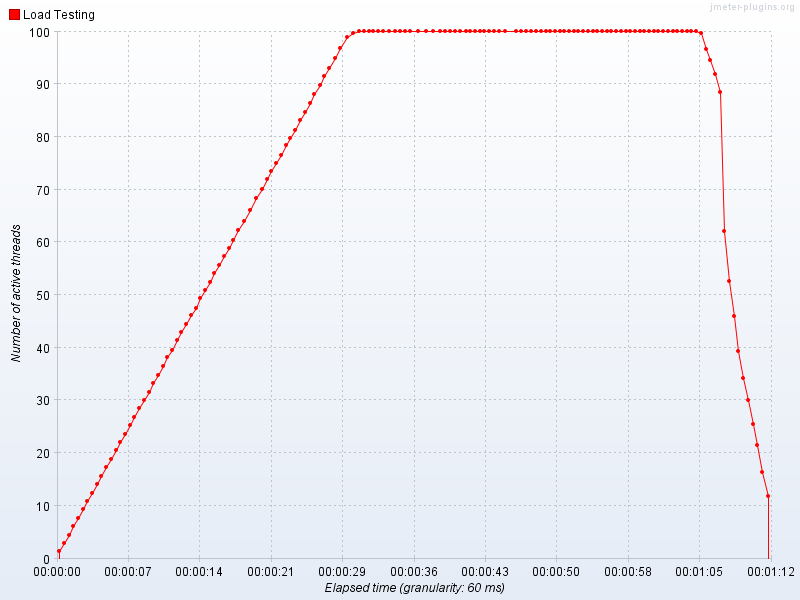 jmeter-plugins.org
Load Testing
100
90
80
70
60
50
40
30
20
10
0
Number of active threads
00:00:00 00:00:07 00:00:14 00:00:21 00:00:29 00:00:36 00:00:43 00:00:50 00:00:58 00:01:05 00:01:12
Elapsed time (granularity: 60 ms)